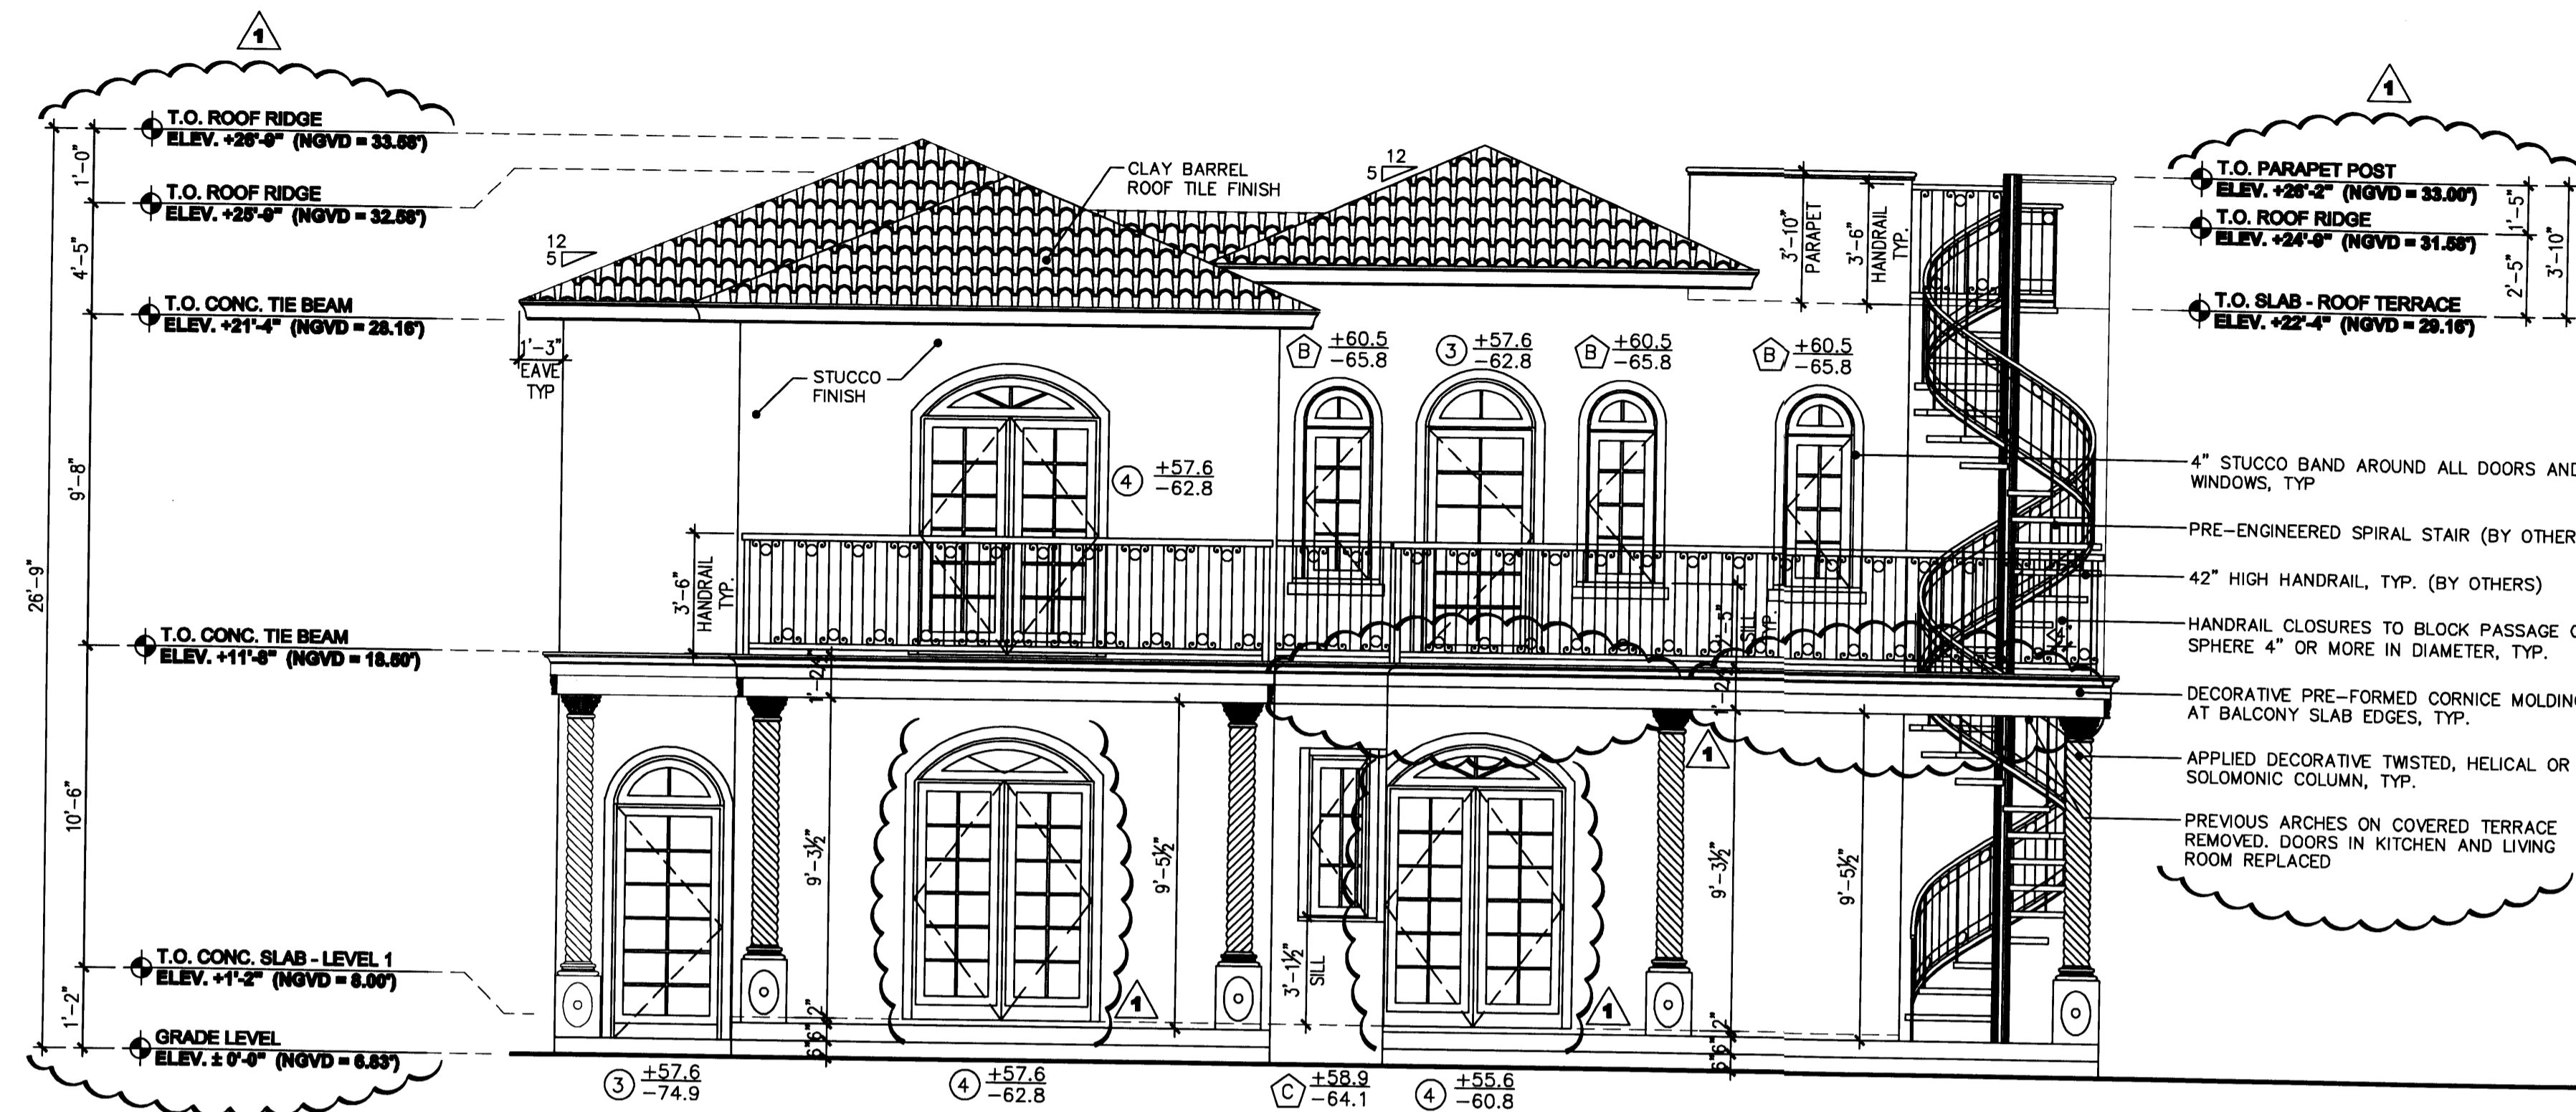 1
T.O. ROOF RIDGE
ELEV. +26'-9" (NGVD = 33.58')
T.O. ROOF RIDGE
ELEV. +25'-9" (NGVD = 32.58')
T.O. CONC. TIE BEAM
ELEV. +21'-4" (NGVD = 28.16')
T.O. CONC. TIE BEAM
ELEV. +11'-8" (NGVD = 18.50')
T.O. CONC. SLAB - LEVEL 1
ELEV. +1'-2" (NGVD = 8.00')
GRADE LEVEL
ELEV. ± 0'-0" (NGVD = 6.83')
26'-9"
1'-0"
4'-5"
9'-8"
10'-6"
1'-2"
12
5
1'-3"
EAVE
TYP
CLAY BARREL
ROOF TILE FINISH
12
5
STUCCO
FINISH
3'-10"
PARAPET
3'-6"
HANDRAIL
TYP.
B +60.5
-65.8
3 +57.6
-62.8
B +60.5
-65.8
B +60.5
-65.8
4 +57.6
-62.8
3'-6"
HANDRAIL
TYP.
SILL
TYP.
4"
9'-3½"
9'-5½"
3'-1½"
SILL
9'-3½"
9'-5½"
1
1
1
6" 6" 2"
6" 6" 2"
3 +57.6
-74.9
4 +57.6
-62.8
C +58.9
-64.1
4 +55.6
-60.8
1
T.O. PARAPET POST
ELEV. +26'-2" (NGVD = 33.00')
T.O. ROOF RIDGE
ELEV. +24'-9" (NGVD = 31.58')
T.O. SLAB - ROOF TERRACE
ELEV. +22'-4" (NGVD = 29.16')
1'-5"
2'-5"
3'-10"
4" STUCCO BAND AROUND ALL DOORS AND
WINDOWS, TYP
PRE-ENGINEERED SPIRAL STAIR (BY OTHER
42" HIGH HANDRAIL, TYP. (BY OTHERS)
HANDRAIL CLOSURES TO BLOCK PASSAGE
SPHERE 4" OR MORE IN DIAMETER, TYP.
DECORATIVE PRE-FORMED CORNICE MOLDING
AT BALCONY SLAB EDGES, TYP.
APPLIED DECORATIVE TWISTED, HELICAL OR
SOLOMONIC COLUMN, TYP.
PREVIOUS ARCHES ON COVERED TERRACE
REMOVED. DOORS IN KITCHEN AND LIVING
ROOM REPLACED